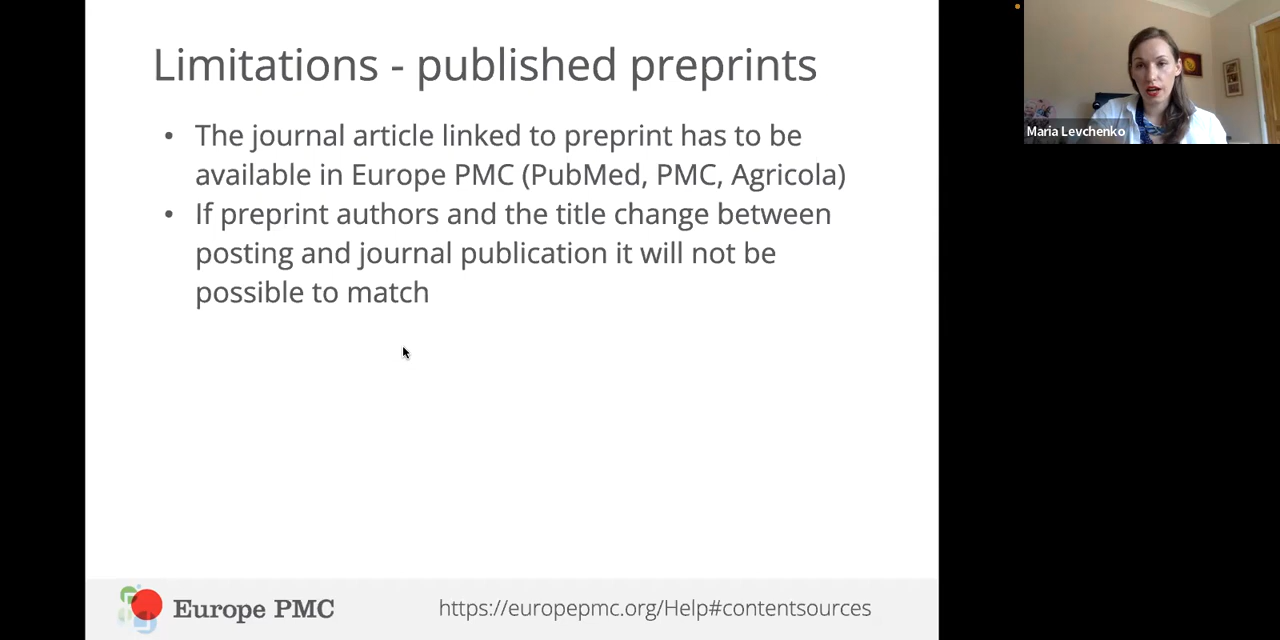 Limitations - published preprints
• The journal article linked to preprint has to be
available in Europe PMC (PubMed, PMC, Agricola)
• If preprint authors and the title change between
posting and journal publication it will not be
possible to match
Europe PMC
https://europepmc.org/Help#contentsources
Maria Levchenko